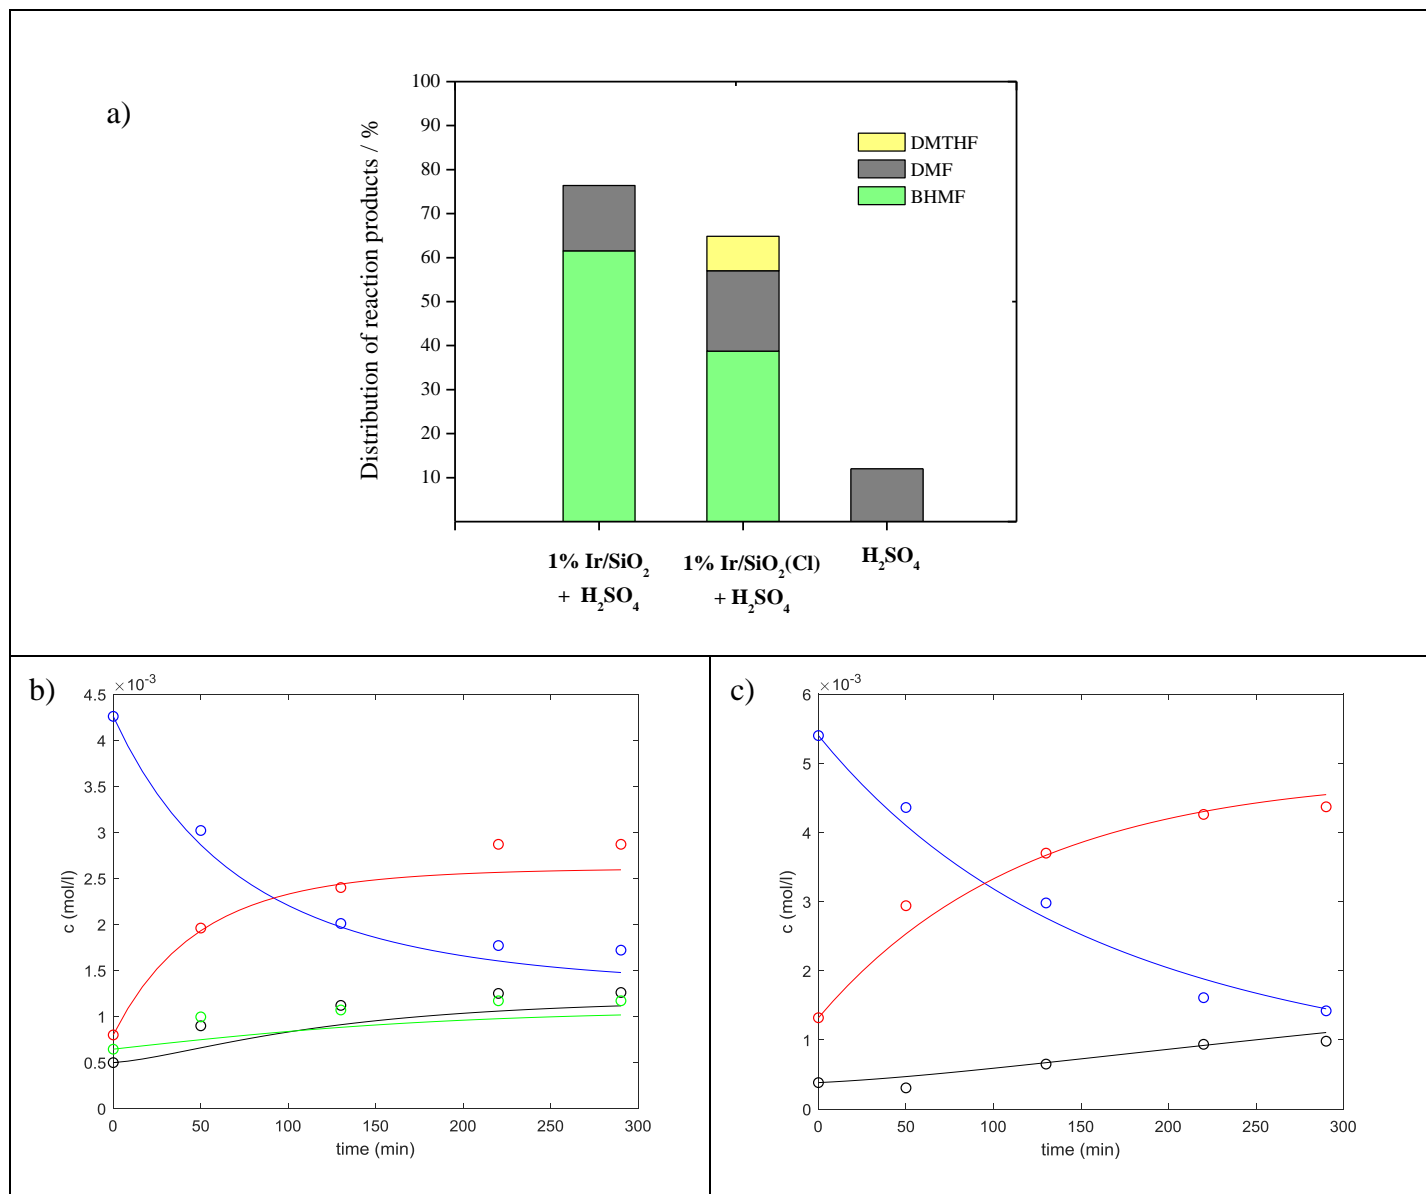 a)
Distribution of reaction products / %
100
90
80
70
60
50
40
30
20
10
DMTHF
DMF
BHMF
1% Ir/SiO₂
+ H₂SO₄
1% Ir/SiO₂(Cl)
+ H₂SO₄
H₂SO₄
b)
×10⁻³
4.5
4
3.5
3
2.5
2
1.5
1
0.5
0
c (mol/l)
0 50 100 150 200 250 300
time (min)
c)
×10⁻³
6
5
4
3
2
1
0
c (mol/l)
0 50 100 150 200 250 300
time (min)